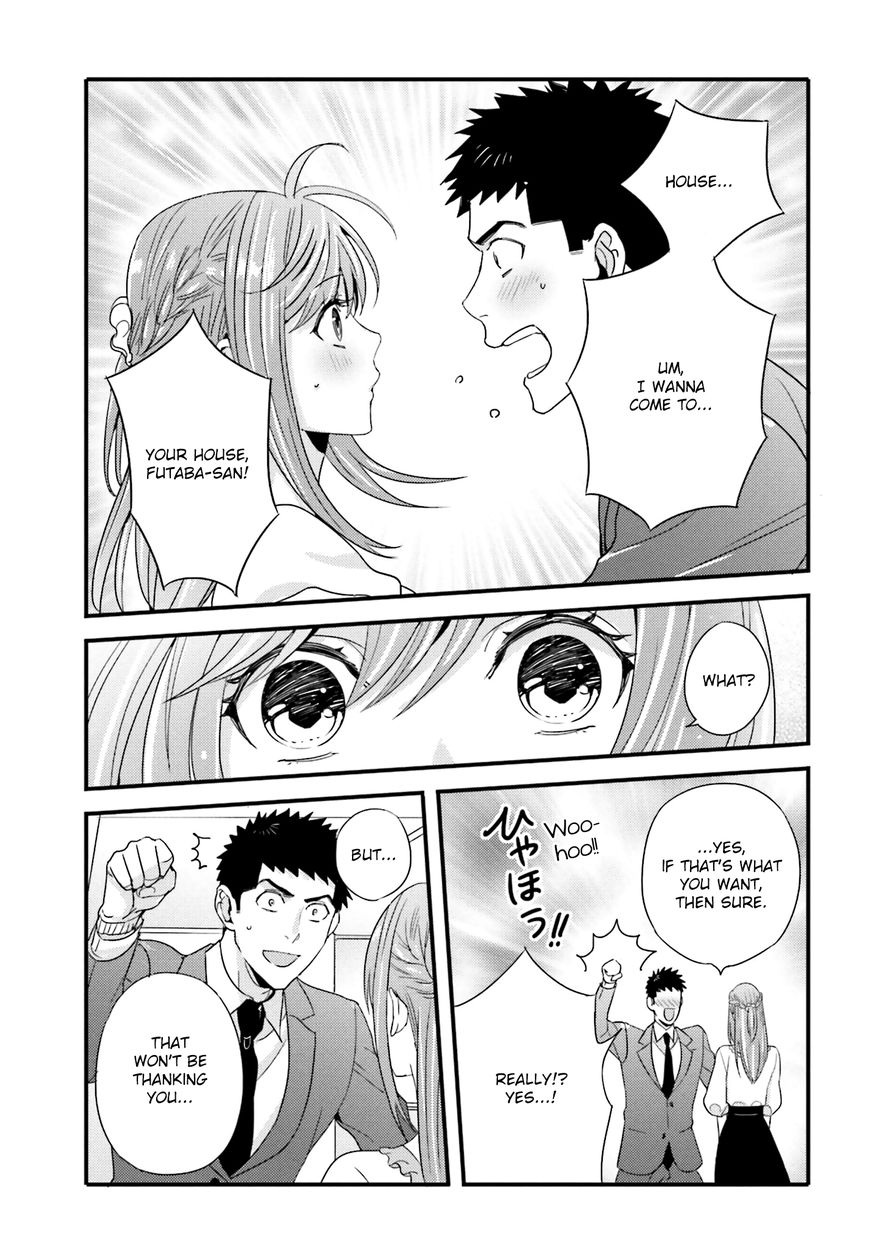 HOUSE...
UM,
I WANNA
COME TO...
YOUR HOUSE,
FUTABA-SAN!
WHAT?
...YES,
IF THAT'S WHAT
YOU WANT,
THEN SURE.
Woo-
hoo!!
ひゃほう!!
REALLY!?
YES...!
BUT...
THAT
WON'T BE
THANKING
YOU...